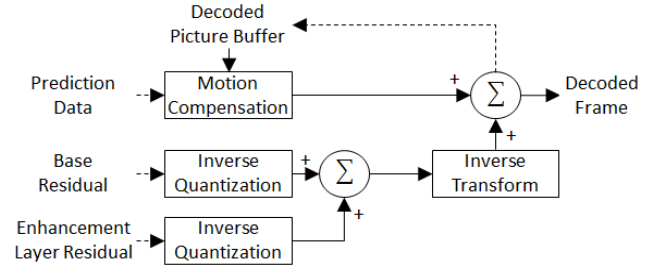 Decoded
Picture Buffer
Prediction
Data
Motion
Compensation
+
∑
Decoded
Frame
+
Base
Residual
Inverse
Quantization
+
∑
Inverse
Transform
+
Enhancement
Layer Residual
Inverse
Quantization